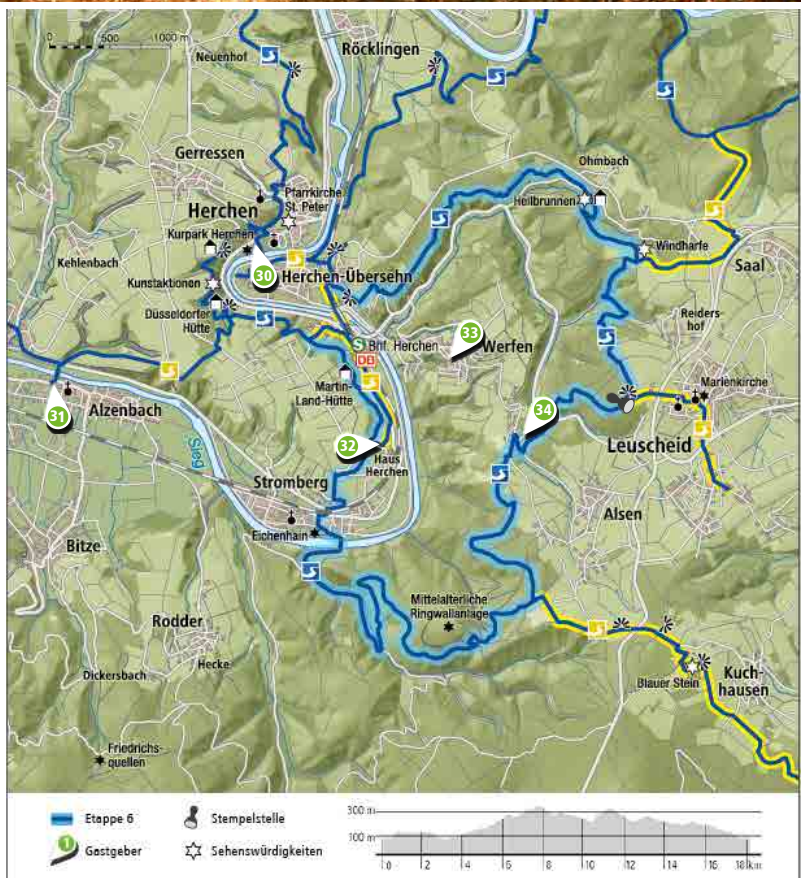 0 500 1000 m
Röcklingen
Neuenhof
Gerressen
Ohmbach
Pfarrkirche
St. Peter
Heilbrunnen
Herchen
Kurpark Herchen
Windharfe
Saal
Kehlenbach
30
Herchen-Übersehn
Kunstaktionen
Düsseldorfer
Hütte
Reiders-
hof
33
S Bhf. Herchen
Werfen
DB
Martin-
Land-Hütte
Marienkirche
31
Alzenbach
34
32
Leuscheid
Sieg
Haus
Herchen
Stromberg
Alsen
Eichenhain
Bitze
Mittelalterliche
Ringwallanlage
Rodder
Hecke
Dickersbach
Blauer Stein
Kuch-
hausen
Friedrichs-
quellen
Etappe 6
Stempelstelle
1 Gastgeber
Sehenswürdigkeiten
300 m
100 m
0 2 4 6 8 10 12 14 16 18 km